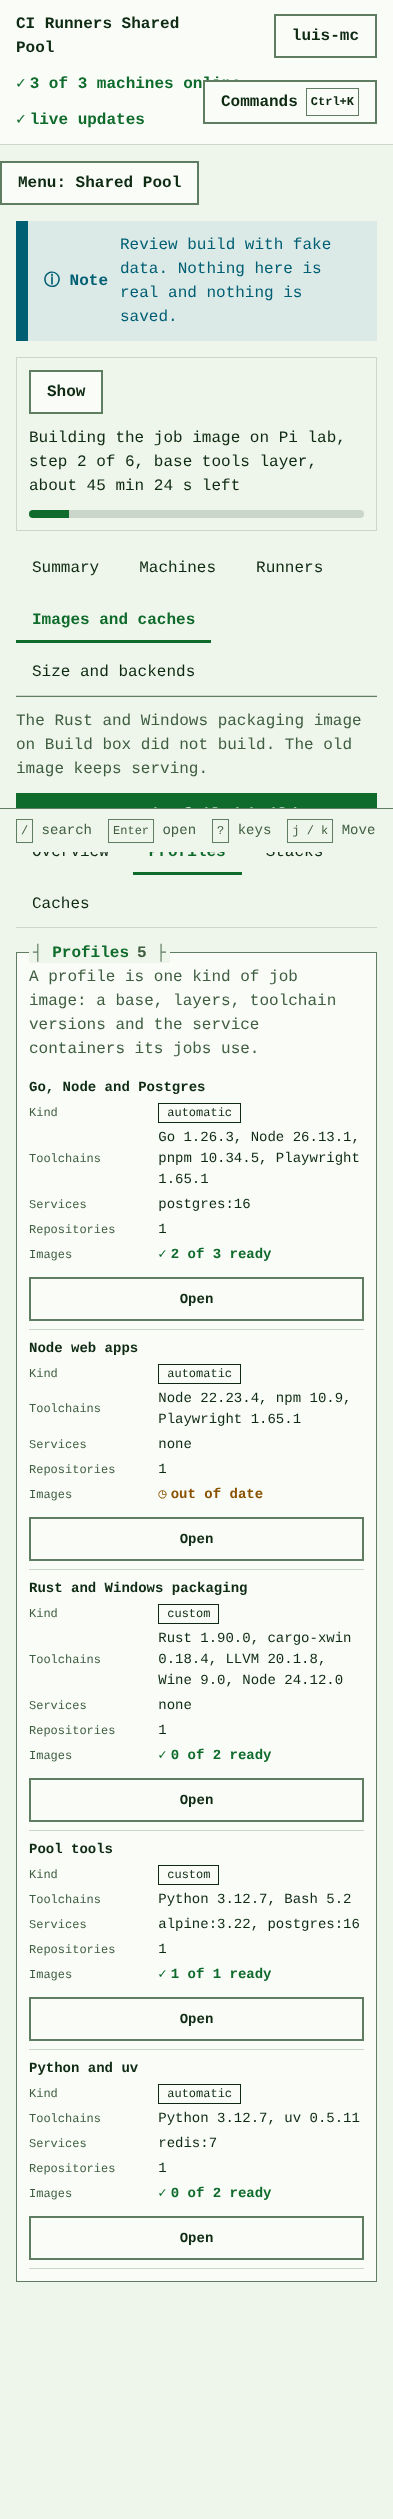 CI Runners Shared
Pool
luis-mc
✓ 3 of 3 machines
Commands Ctrl+K
✓ live updates
Menu: Shared Pool
ⓘ Note
Review build with fake
data. Nothing here is
real and nothing is
saved.
Show
Building the job image on Pi lab,
step 2 of 6, base tools layer,
about 45 min 24 s left
Summary Machines Runners
Images and caches
Size and backends
The Rust and Windows packaging image
on Build box did not build. The old
image keeps serving.
/ search Enter open ? keys j / k Move
Overview Profiles Stacks
Caches
┤ Profiles 5 ├
A profile is one kind of job
image: a base, layers, toolchain
versions and the service
containers its jobs use.
Go, Node and Postgres
Kind automatic
Toolchains Go 1.26.3, Node 26.13.1,
pnpm 10.34.5, Playwright
1.65.1
Services postgres:16
Repositories 1
Images ✓ 2 of 3 ready
Open
Node web apps
Kind automatic
Toolchains Node 22.23.4, npm 10.9,
Playwright 1.65.1
Services none
Repositories 1
Images ◷ out of date
Open
Rust and Windows packaging
Kind custom
Toolchains Rust 1.90.0, cargo-xwin
0.18.4, LLVM 20.1.8,
Wine 9.0, Node 24.12.0
Services none
Repositories 1
Images ✓ 0 of 2 ready
Open
Pool tools
Kind custom
Toolchains Python 3.12.7, Bash 5.2
Services alpine:3.22, postgres:16
Repositories 1
Images ✓ 1 of 1 ready
Open
Python and uv
Kind automatic
Toolchains Python 3.12.7, uv 0.5.11
Services redis:7
Repositories 1
Images ✓ 0 of 2 ready
Open